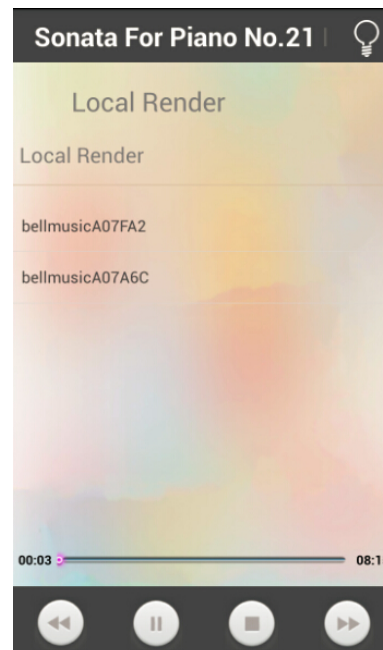 Sonata For Piano No.21
Local Render
Local Render
bellmusicA07FA2
bellmusicA07A6C
00:03 08:1